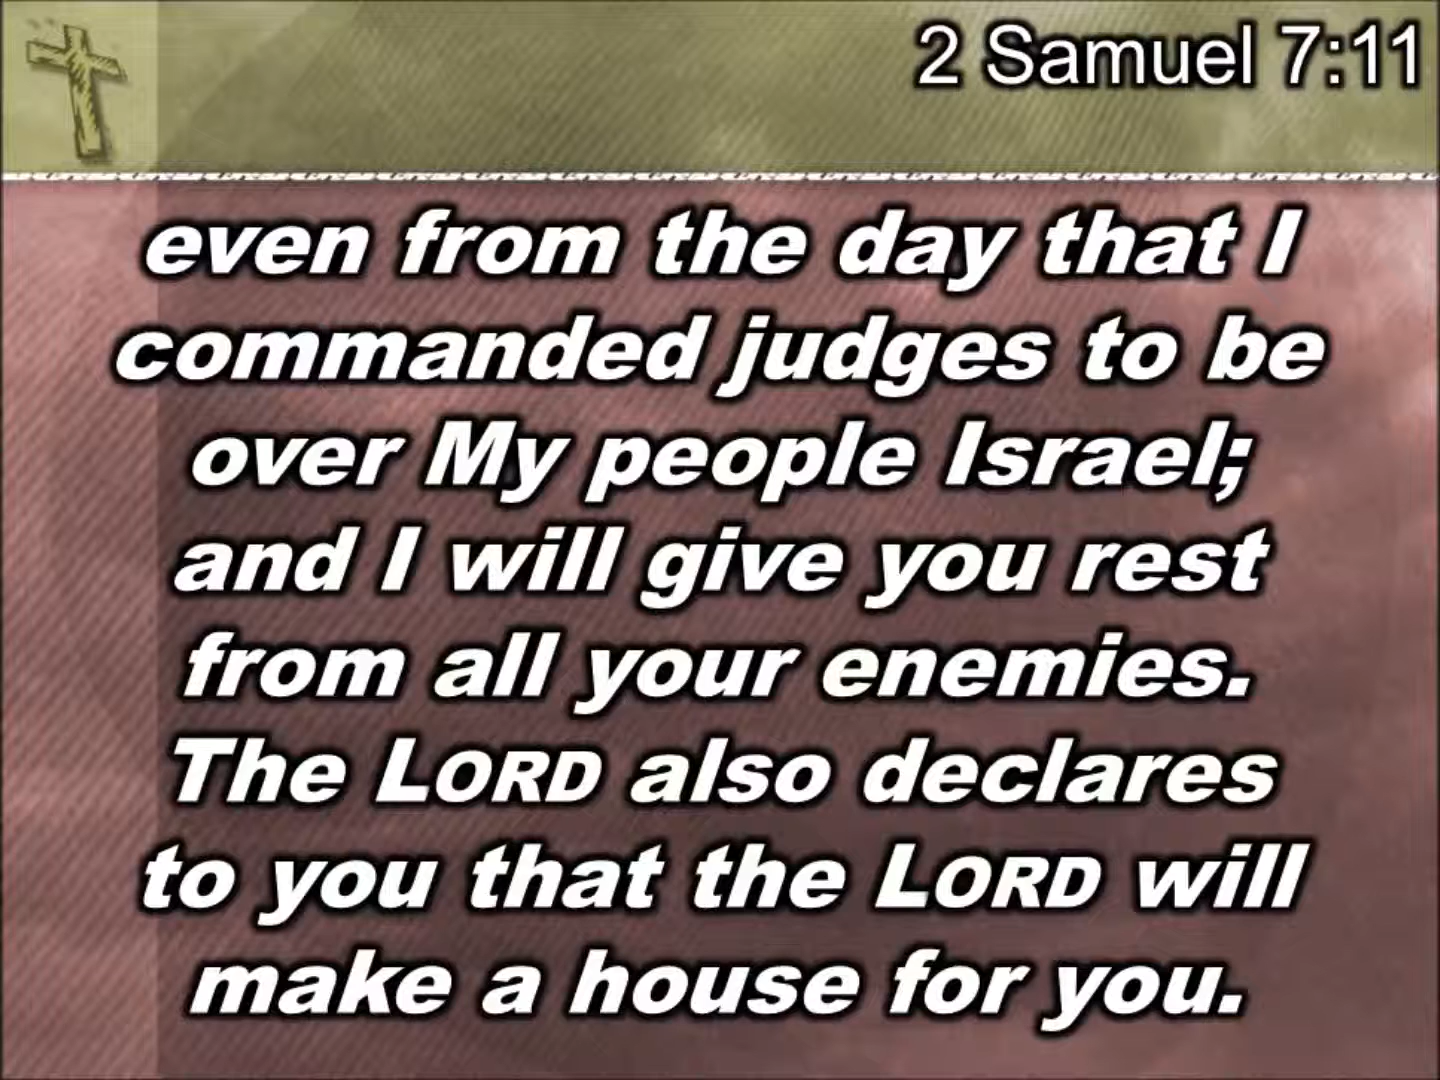 2 Samuel 7:11
even from the day that I
commanded judges to be
over My people Israel;
and I will give you rest
from all your enemies.
The LORD also declares
to you that the LORD will
make a house for you.